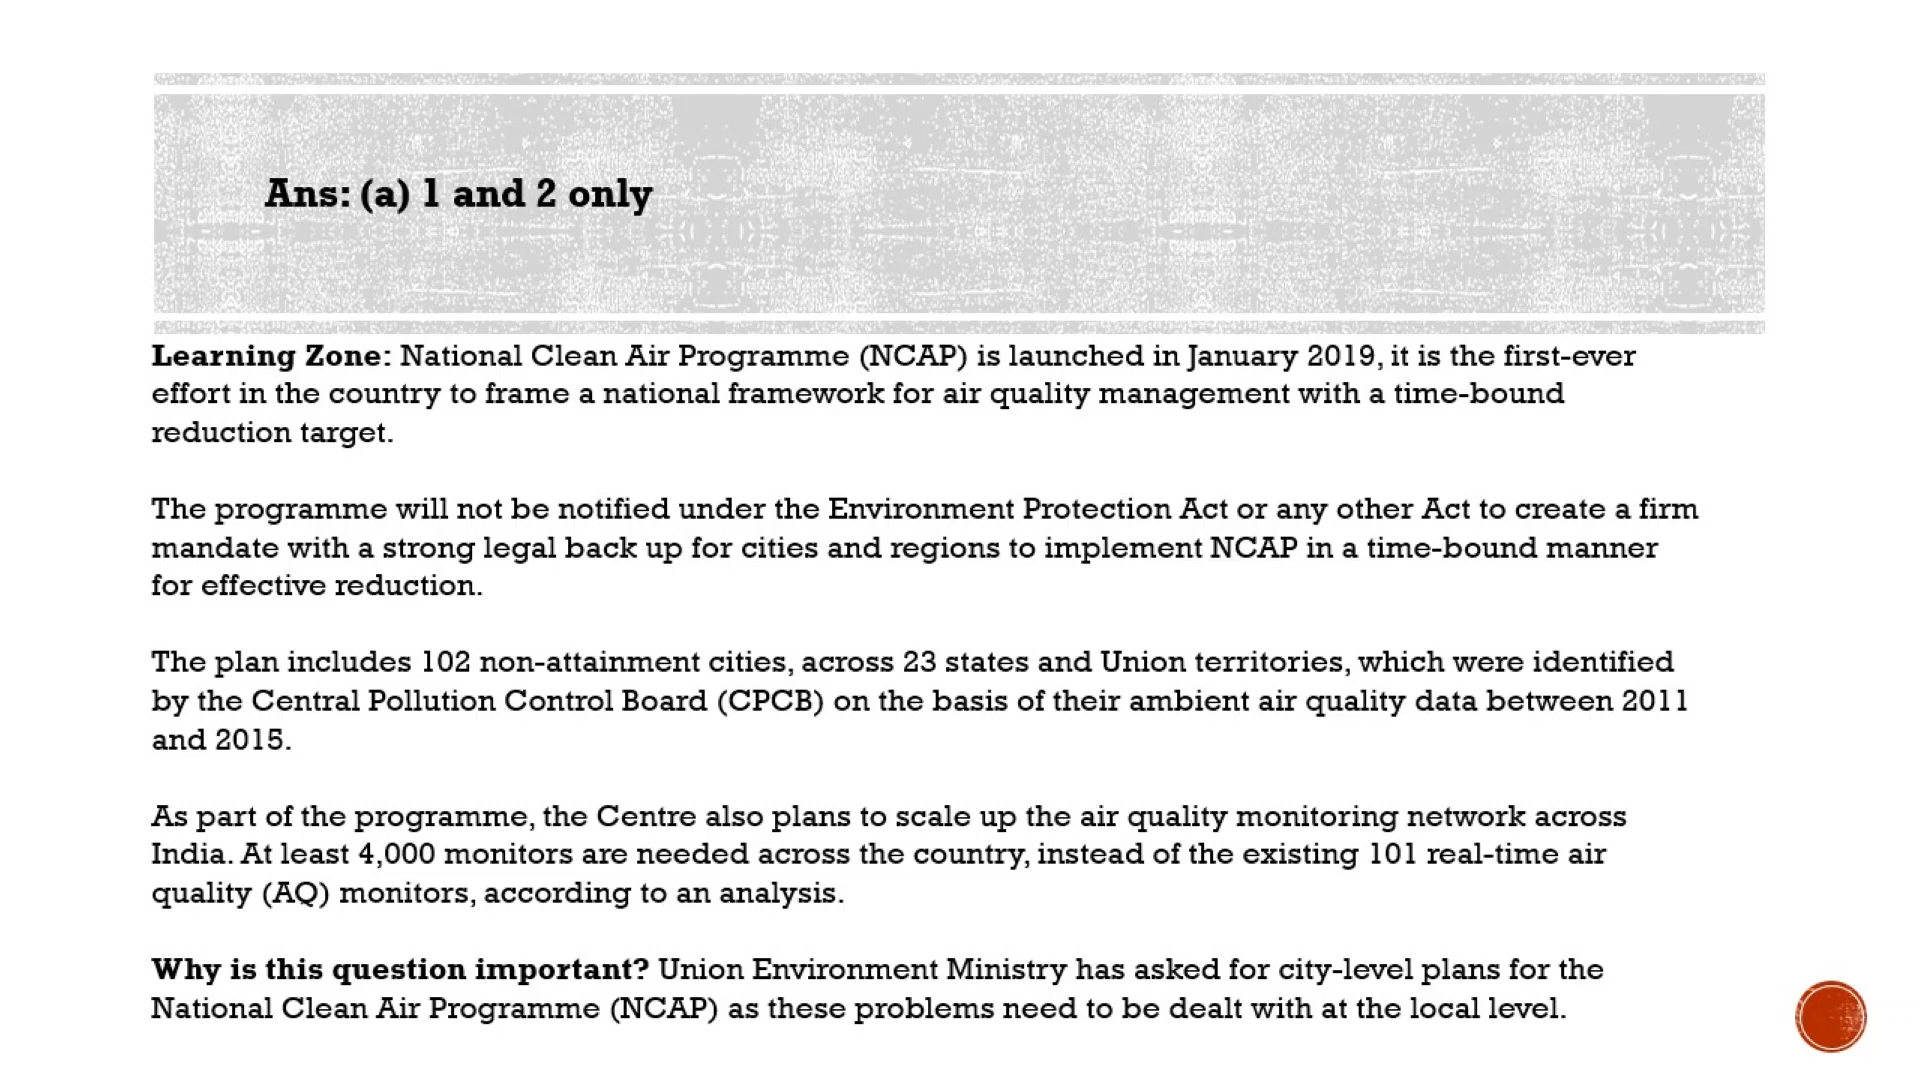 Ans: (a) 1 and 2 only
Learning Zone: National Clean Air Programme (NCAP) is launched in January 2019, it is the first-ever
effort in the country to frame a national framework for air quality management with a time-bound
reduction target.
The programme will not be notified under the Environment Protection Act or any other Act to create a firm
mandate with a strong legal back up for cities and regions to implement NCAP in a time-bound manner
for effective reduction.
The plan includes 102 non-attainment cities, across 23 states and Union territories, which were identified
by the Central Pollution Control Board (CPCB) on the basis of their ambient air quality data between 2011
and 2015.
As part of the programme, the Centre also plans to scale up the air quality monitoring network across
India. At least 4,000 monitors are needed across the country, instead of the existing 101 real-time air
quality (AQ) monitors, according to an analysis.
Why is this question important? Union Environment Ministry has asked for city-level plans for the
National Clean Air Programme (NCAP) as these problems need to be dealt with at the local level.